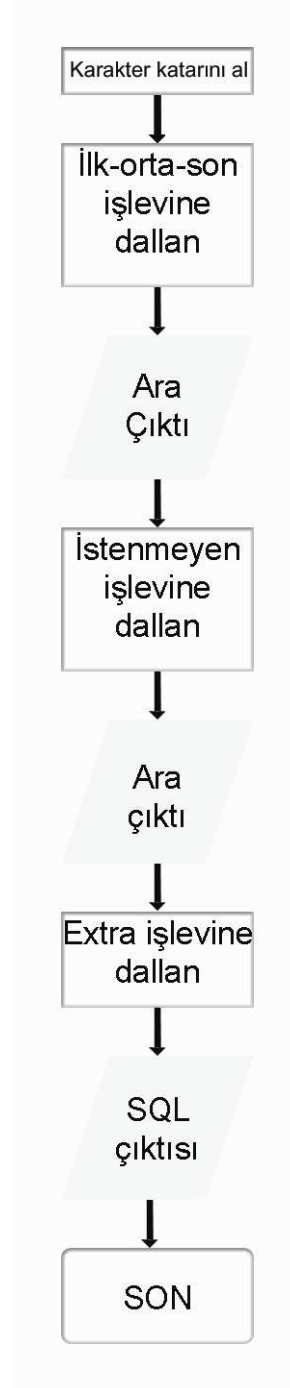 Karakter katarını al
İlk-orta-son
işlevine
dallan
Ara
Çıktı
İstenmeyen
işlevine
dallan
Ara
çıktı
Extra işlevine
dallan
SQL
çıktısı
SON